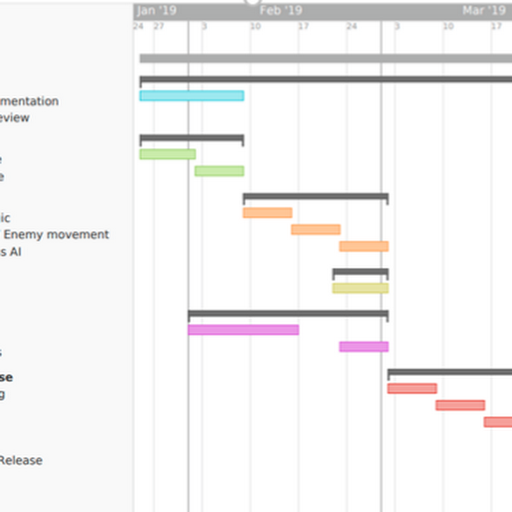 Jan '19 Feb '19 Mar '19
24 27 3 10 17 24 3 10 17
mentation
eview
e
e
ic
Enemy movement
s AI
s
se
g
Release